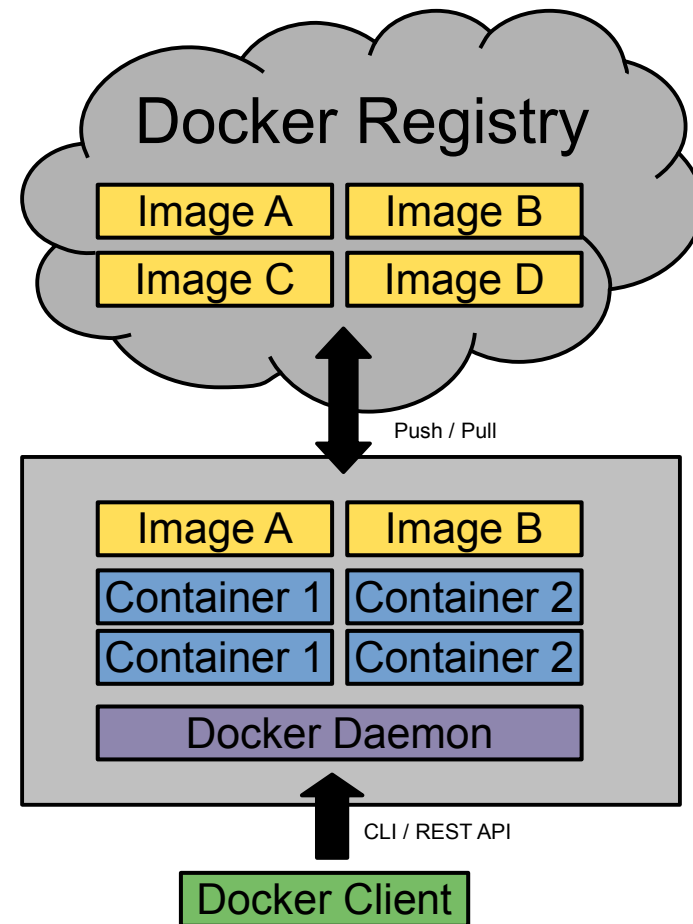 Docker Registry
Image A Image B
Image C Image D
Push / Pull
Image A Image B
Container 1 Container 2
Container 1 Container 2
Docker Daemon
CLI / REST API
Docker Client